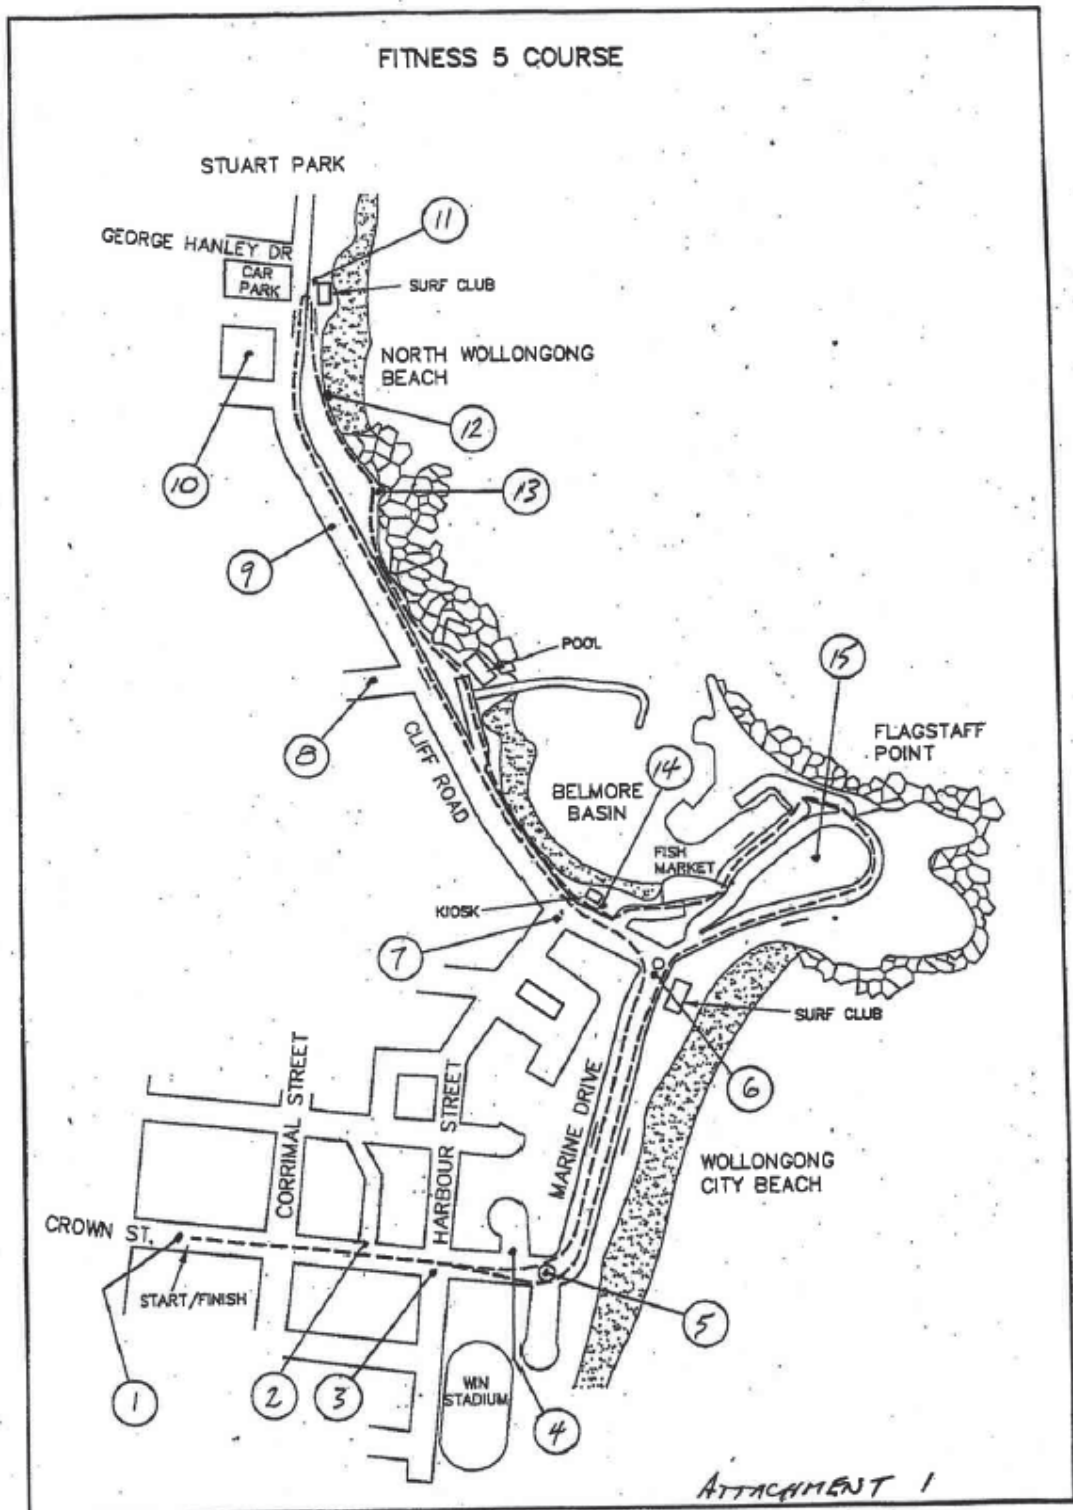 FITNESS 5 COURSE
STUART PARK
11
GEORGE HANLEY DR
CAR
PARK
SURF CLUB
NORTH WOLLONGONG
BEACH
12
10
13
9
POOL
15
8
CLIFF ROAD
14
FLAGSTAFF
POINT
BELMORE
BASIN
FISH
MARKET
KIOSK
7
SURF CLUB
6
CORRIMAL STREET
HARBOUR STREET
MARINE DRIVE
WOLLONGONG
CITY BEACH
CROWN ST.
START/FINISH
5
1
2
3
WIN
STADIUM
4
ATTACHMENT 1